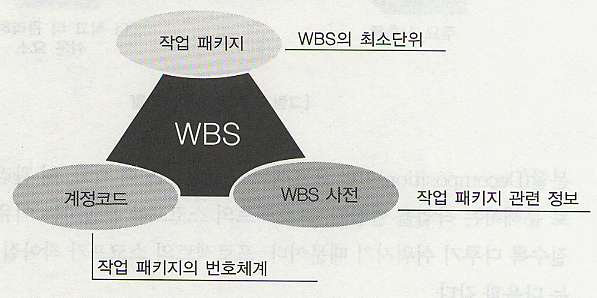 작업 패키지
WBS의 최소단위
WBS
계정코드
WBS 사전
작업 패키지 관련 정보
작업 패키지의 번호체계